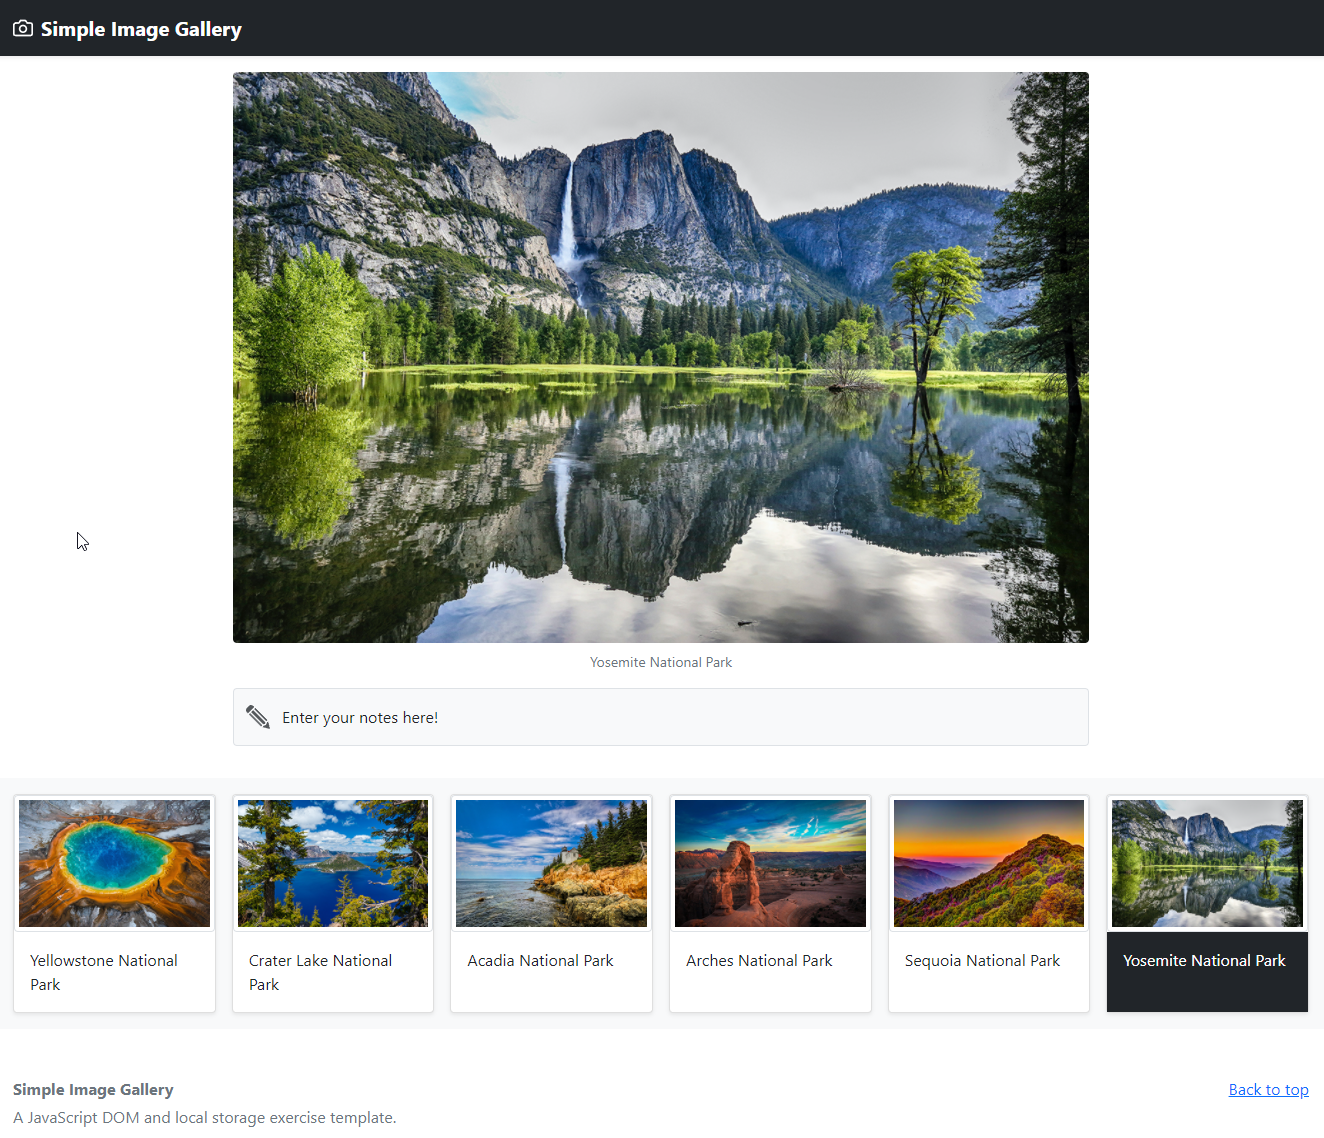 Simple Image Gallery
Yosemite National Park
Enter your notes here!
Yellowstone National
Park
Crater Lake National
Park
Acadia National Park
Arches National Park
Sequoia National Park
Yosemite National Park
Simple Image Gallery
Back to top
A JavaScript DOM and local storage exercise template.